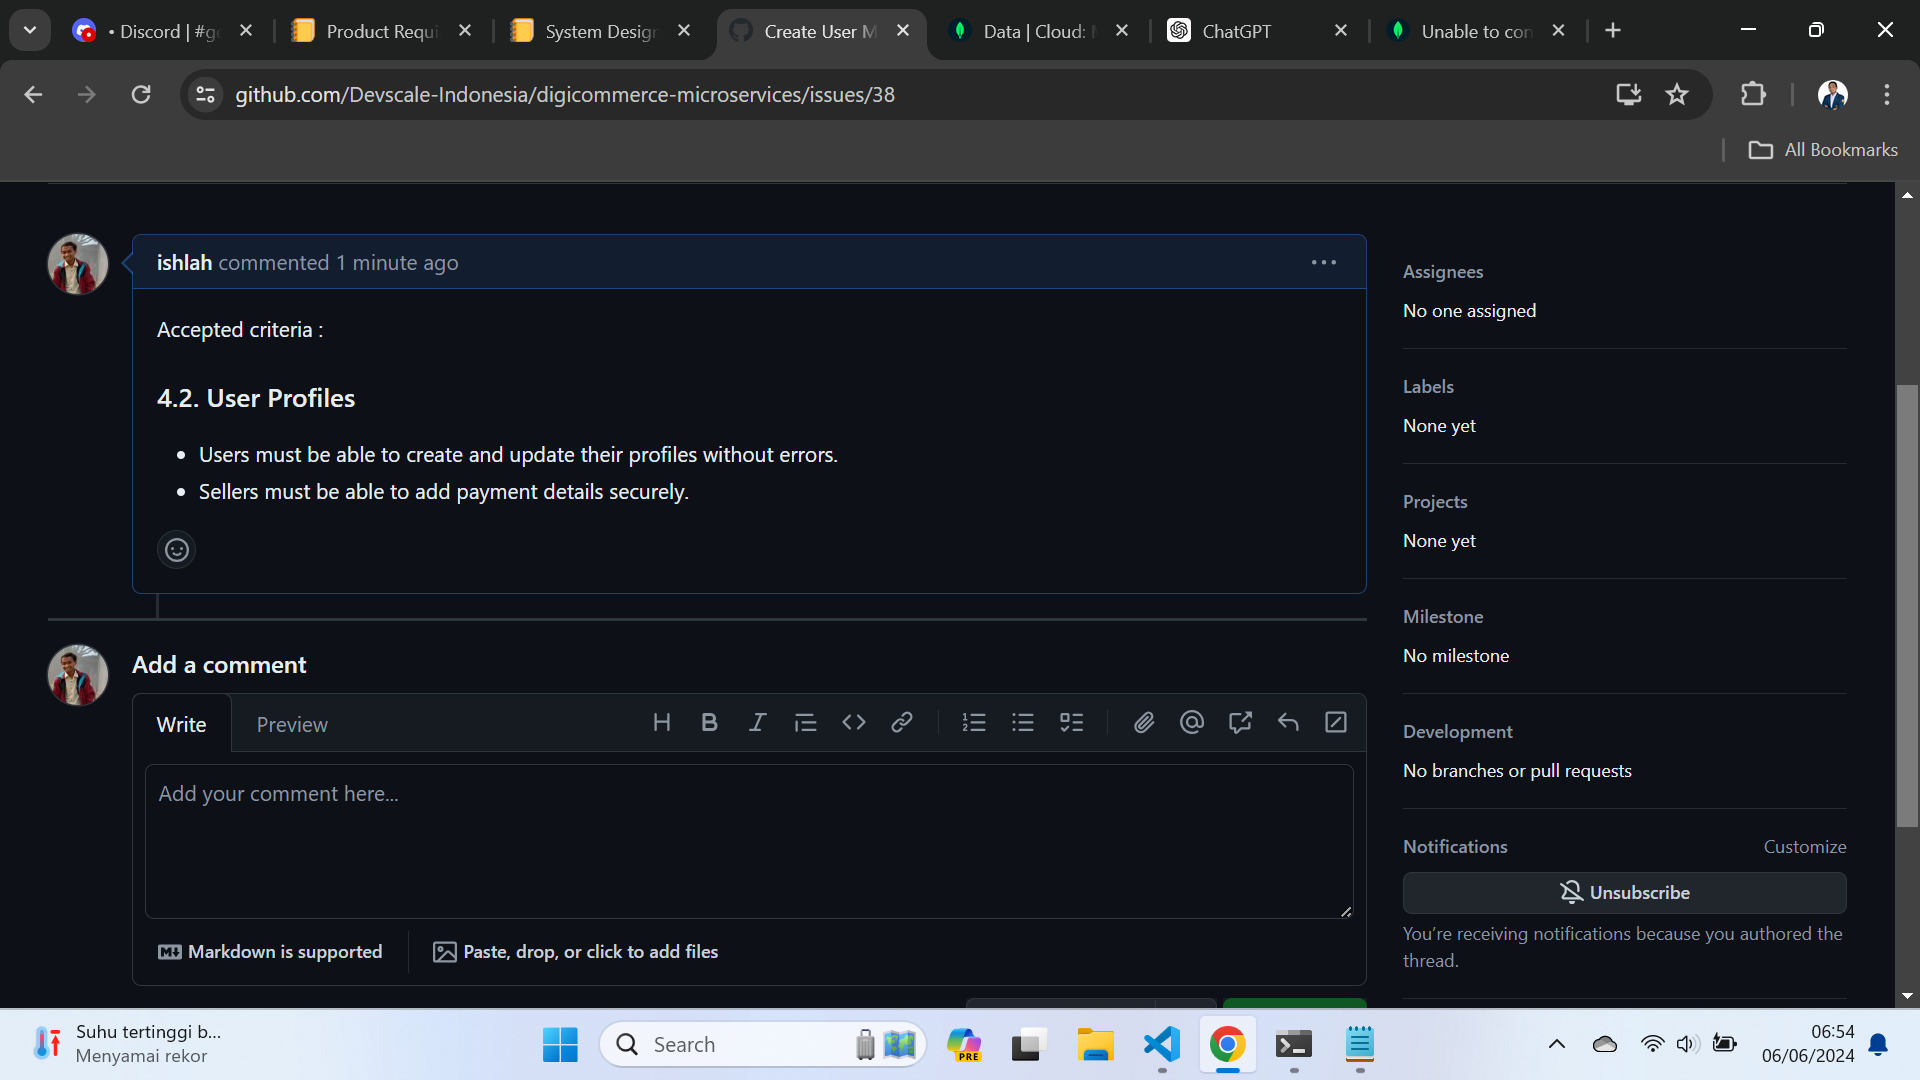 • Discord | #ge
Product Requi
System Design
Create User M
Data | Cloud: M
ChatGPT
Unable to con
github.com/Devscale-Indonesia/digicommerce-microservices/issues/38
All Bookmarks
ishlah commented 1 minute ago
Accepted criteria :
4.2. User Profiles
• Users must be able to create and update their profiles without errors.
• Sellers must be able to add payment details securely.
Add a comment
Write
Preview
Add your comment here...
Markdown is supported
Paste, drop, or click to add files
Assignees
No one assigned
Labels
None yet
Projects
None yet
Milestone
No milestone
Development
No branches or pull requests
Notifications
Customize
Unsubscribe
You’re receiving notifications because you authored the
thread.
Suhu tertinggi b...
Menyamai rekor
Search
PRE
06:54
06/06/2024